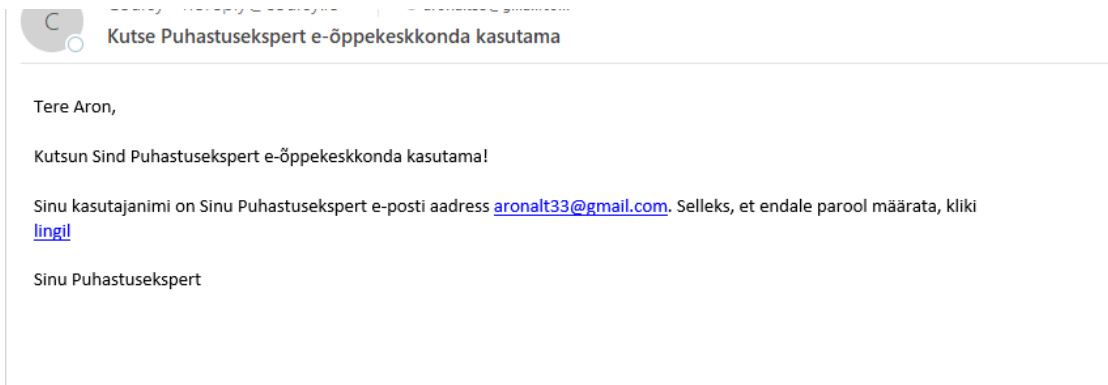 C
Kutse Puhastusekspert e-õppekeskkonda kasutama
Tere Aron,
Kutsun Sind Puhastusekspert e-õppekeskkonda kasutama!
Sinu kasutajanimi on Sinu Puhastusekspert e-posti aadress aronalt33@gmail.com. Selleks, et endale parool määrata, kliki
lingil
Sinu Puhastusekspert